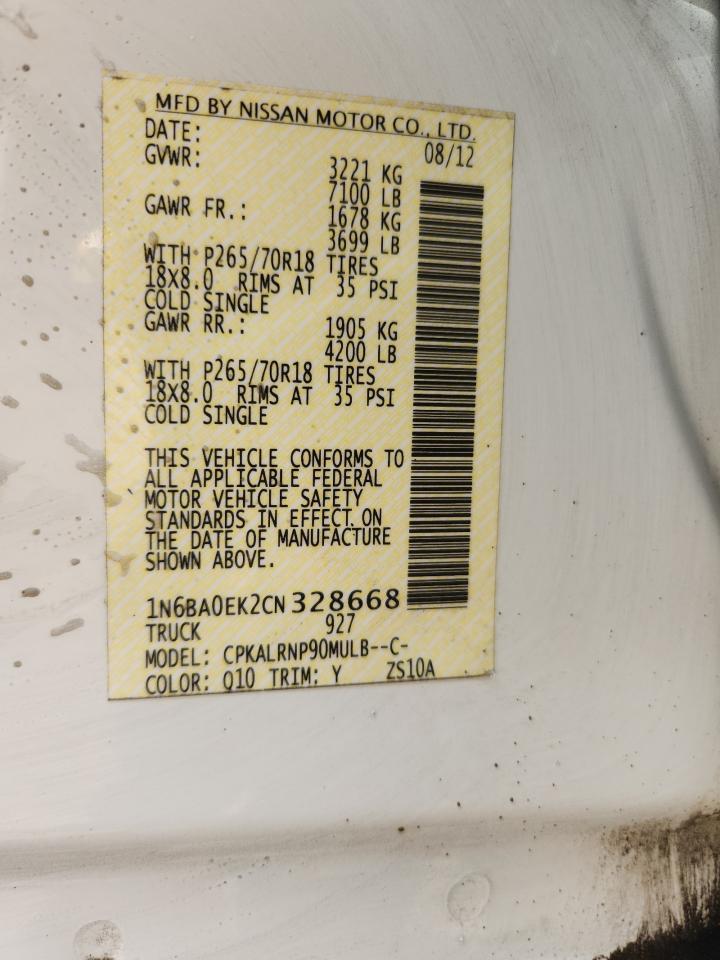 MFD BY NISSAN MOTOR CO., LTD.
DATE: 08/12
GVWR: 3221 KG
7100 LB
GAWR FR.: 1678 KG
3699 LB
WITH P265/70R18 TIRES
18X8.0 RIMS AT 35 PSI
COLD SINGLE
GAWR RR.: 1905 KG
4200 LB
WITH P265/70R18 TIRES
18X8.0 RIMS AT 35 PSI
COLD SINGLE
THIS VEHICLE CONFORMS TO
ALL APPLICABLE FEDERAL
MOTOR VEHICLE SAFETY
STANDARDS IN EFFECT ON
THE DATE OF MANUFACTURE
SHOWN ABOVE.
1N6BA0EK2CN328668
TRUCK 927
MODEL: CPKALRNP90MULB--C-
COLOR: Q10 TRIM: Y ZS10A